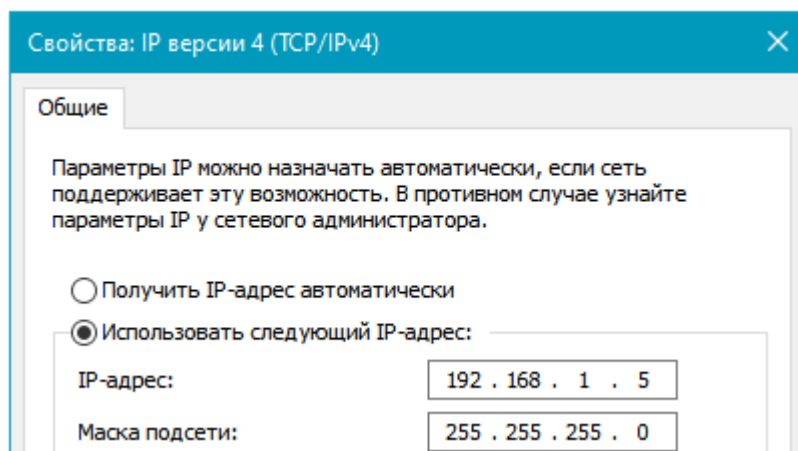 Свойства: IP версии 4 (TCP/IPv4)
Общие
Параметры IP можно назначать автоматически, если сеть
поддерживает эту возможность. В противном случае узнайте
параметры IP у сетевого администратора.
Получить IP-адрес автоматически
Использовать следующий IP-адрес:
IP-адрес: 192 . 168 . 1 . 5
Маска подсети: 255 . 255 . 255 . 0